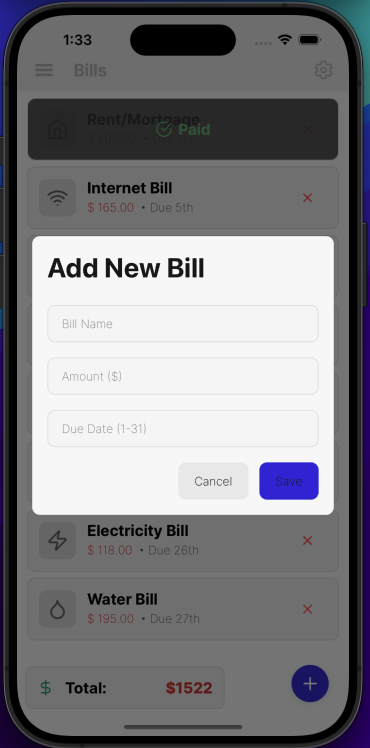 1:33
Bills
Rent/Mortgage
Paid
Internet Bill
$ 165.00 • Due 5th
Add New Bill
Bill Name
Amount ($)
Due Date (1-31)
Cancel
Save
Electricity Bill
$ 118.00 • Due 26th
Water Bill
$ 195.00 • Due 27th
Total: $1522